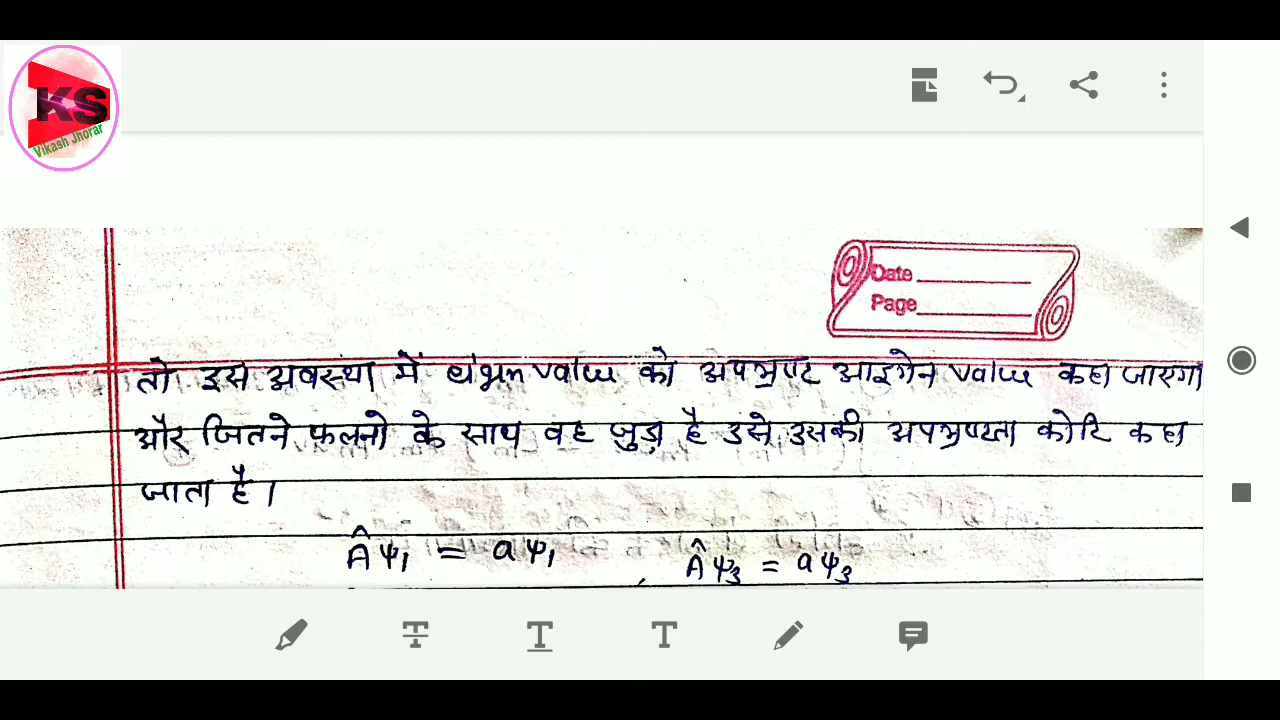 KS
Vikash Jhorar
Date
Page
तो इस अवस्था में eigen value को अपभ्रष्ट आइगेन value कहा जाएगा
और जितने फलनो के साथ वह जुड़ा है उसे उसकी अपभ्रष्टता कोटि कहा
जाता है।
Âψ₁ = aψ₁ , Âψ₃ = aψ₃